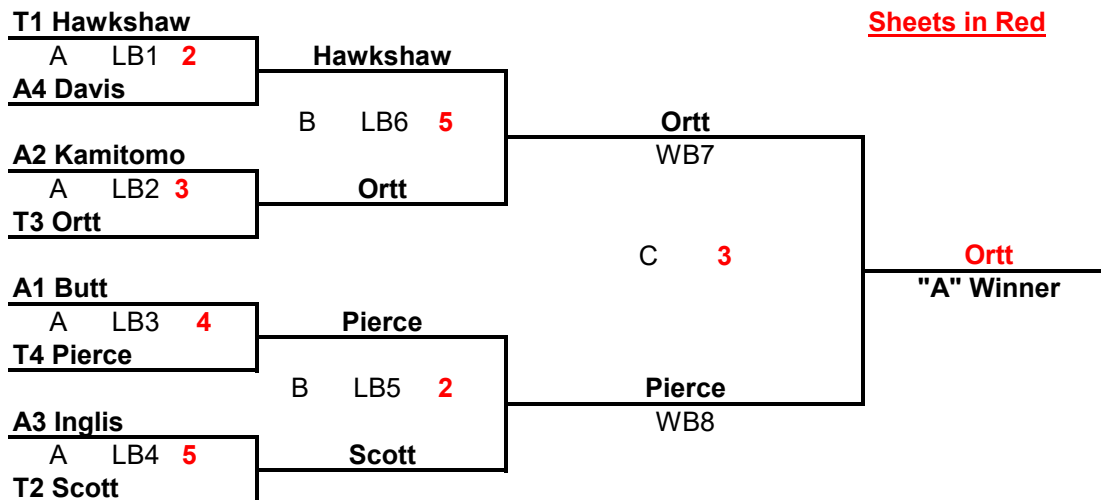 T1 Hawkshaw
Sheets in Red
A LB1 2
Hawkshaw
A4 Davis
B LB6 5
Ortt
A2 Kamitomo
WB7
A LB2 3
Ortt
T3 Ortt
C 3
Ortt
A1 Butt
"A" Winner
A LB3 4
Pierce
T4 Pierce
B LB5 2
Pierce
A3 Inglis
WB8
A LB4 5
Scott
T2 Scott